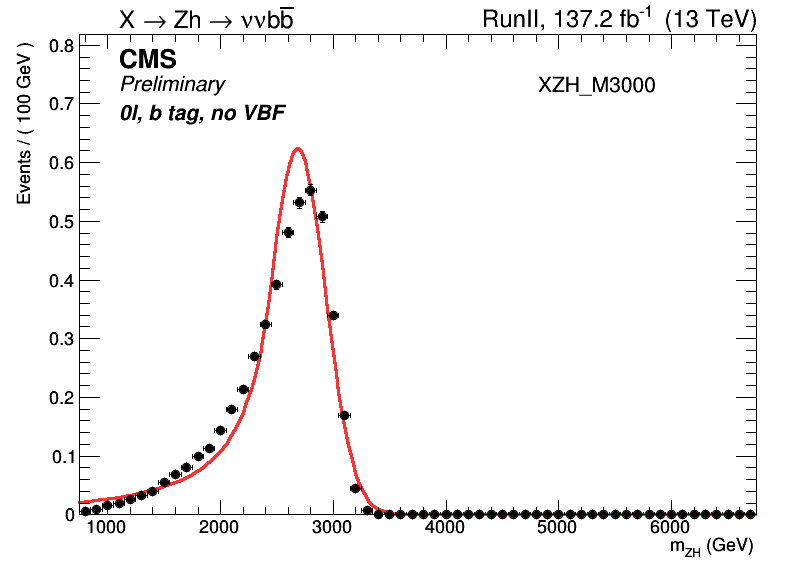 X → Zh → ννbb̅
RunII, 137.2 fb⁻¹ (13 TeV)
CMS
Preliminary
0l, b tag, no VBF
XZH_M3000
Events / ( 100 GeV )
0.8
0.7
0.6
0.5
0.4
0.3
0.2
0.1
0
1000 2000 3000 4000 5000 6000
m_ZH (GeV)